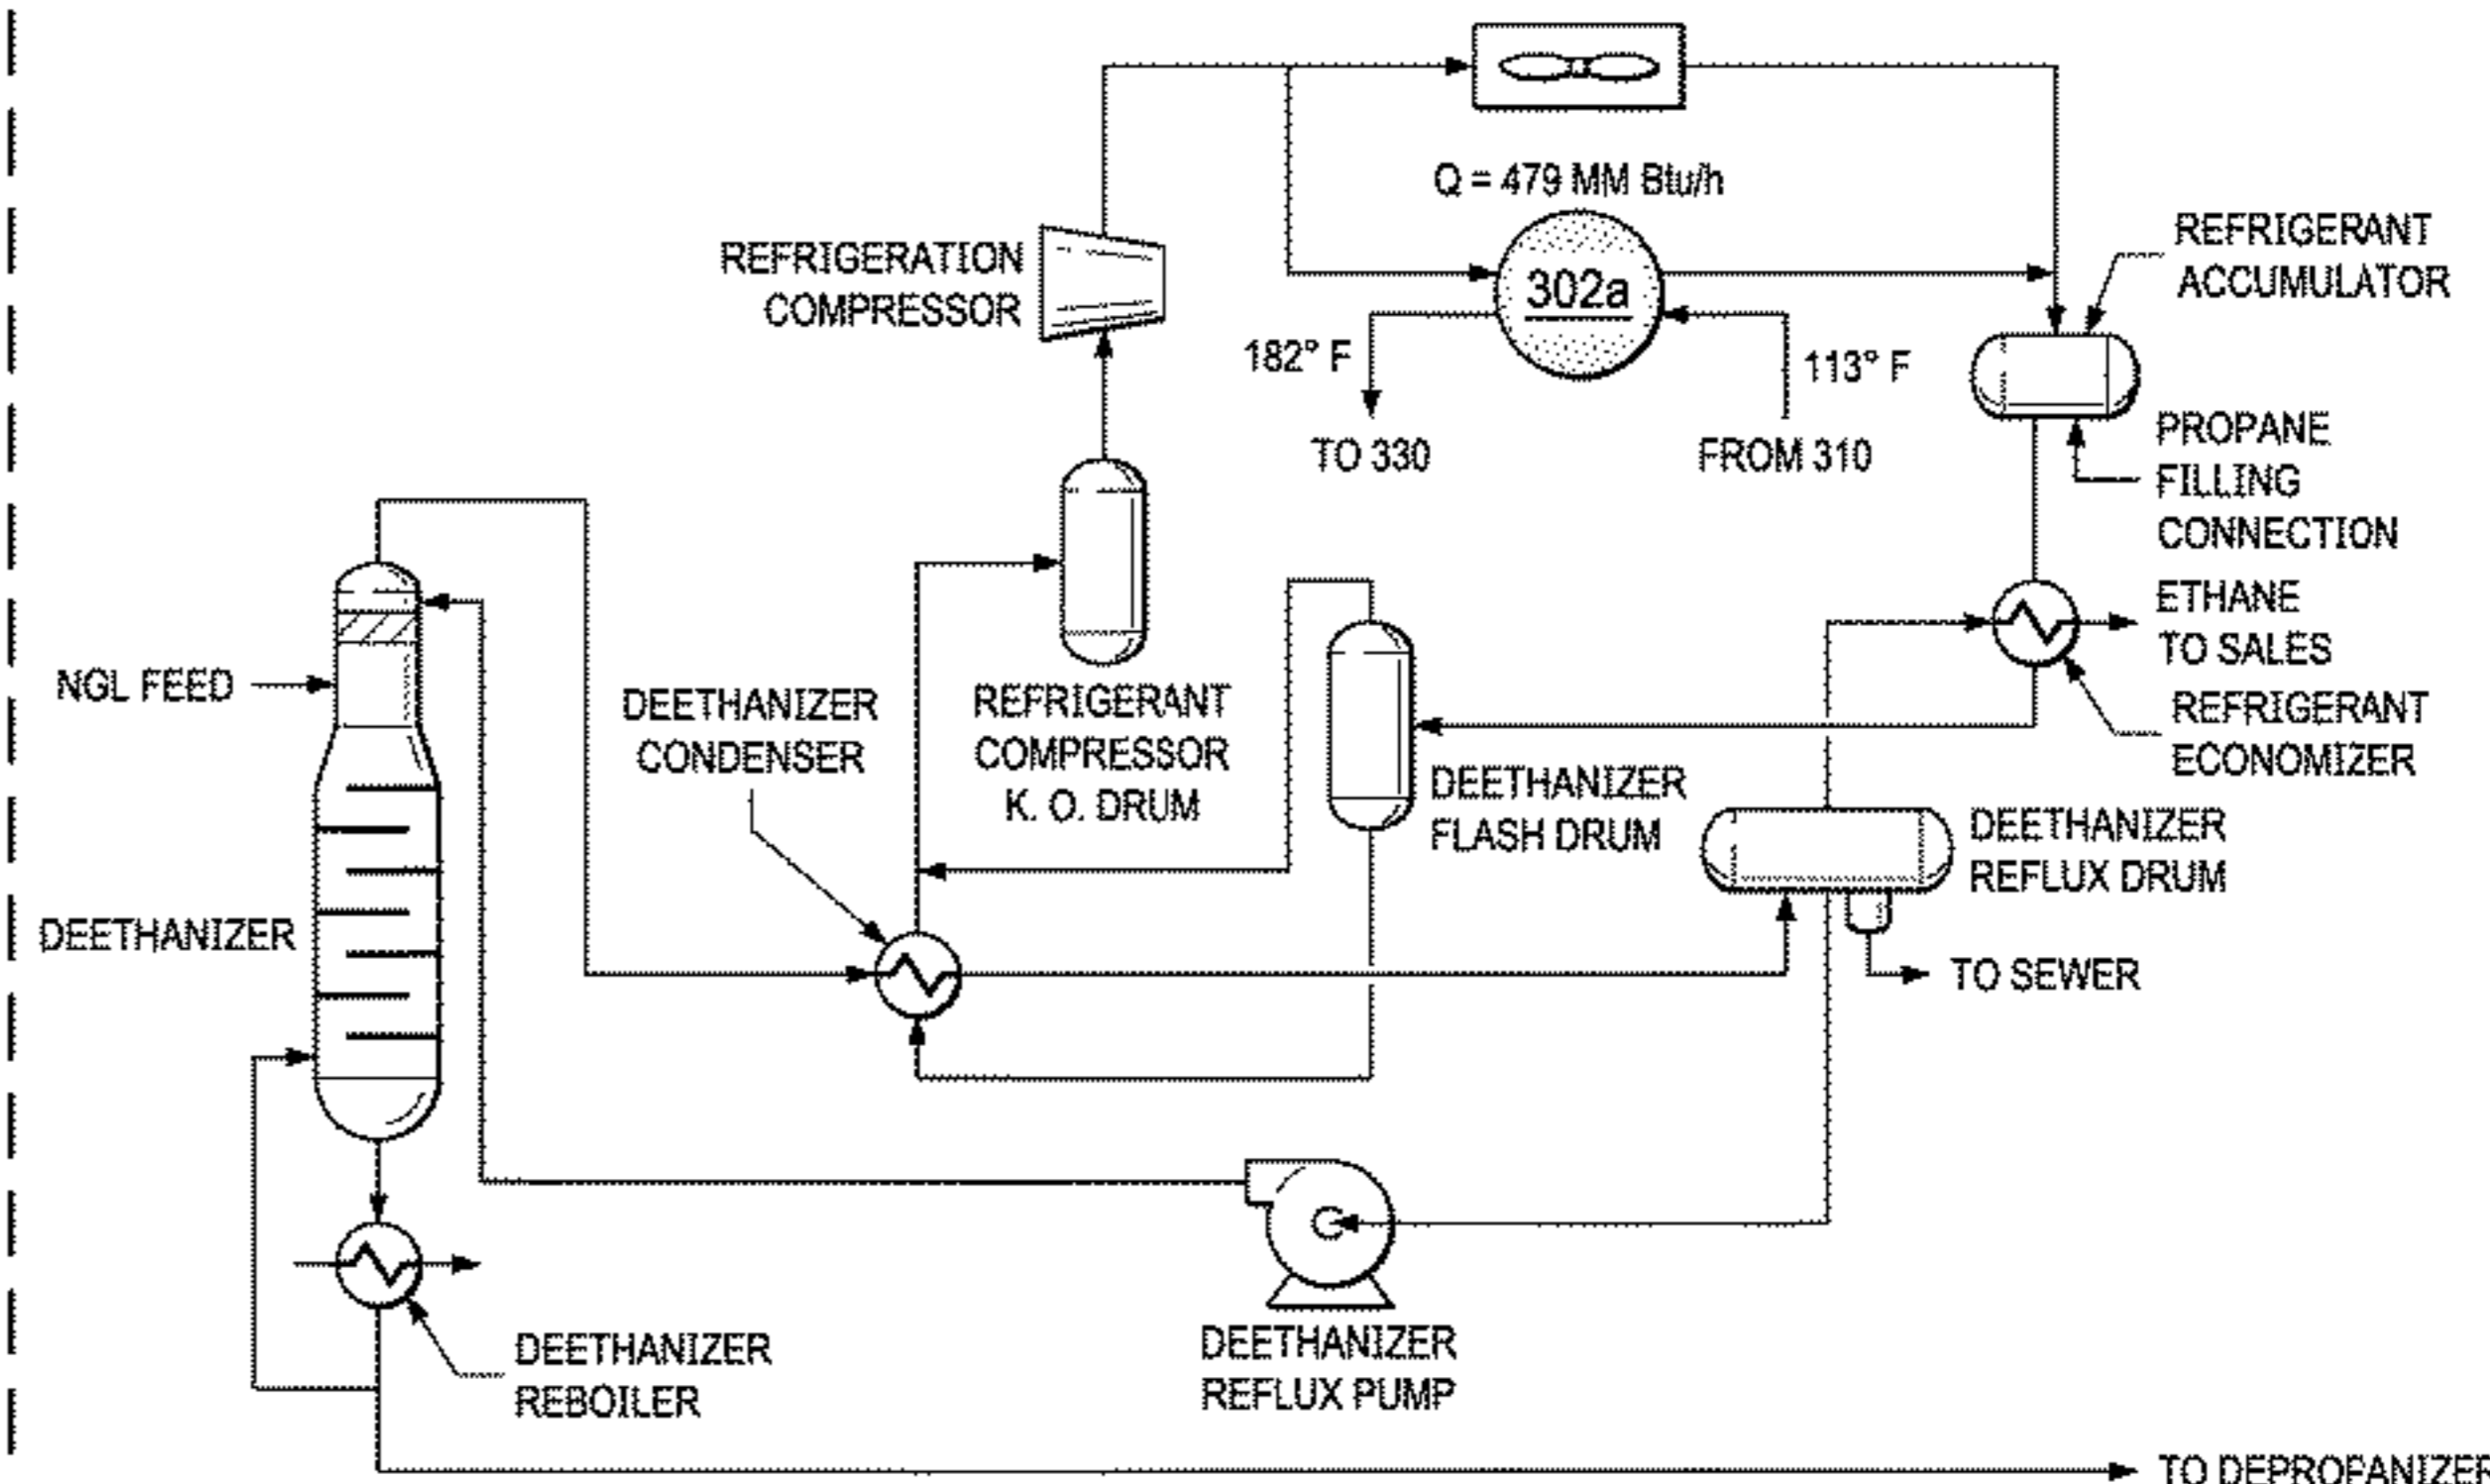 Q = 479 MM Btu/h
REFRIGERATION
COMPRESSOR
302a
REFRIGERANT
ACCUMULATOR
182° F
113° F
TO 330
FROM 310
PROPANE
FILLING
CONNECTION
ETHANE
TO SALES
NGL FEED
DEETHANIZER
CONDENSER
REFRIGERANT
COMPRESSOR
K. O. DRUM
REFRIGERANT
ECONOMIZER
DEETHANIZER
FLASH DRUM
DEETHANIZER
REFLUX DRUM
DEETHANIZER
TO SEWER
DEETHANIZER
REBOILER
DEETHANIZER
REFLUX PUMP
TO DEPROPANIZER